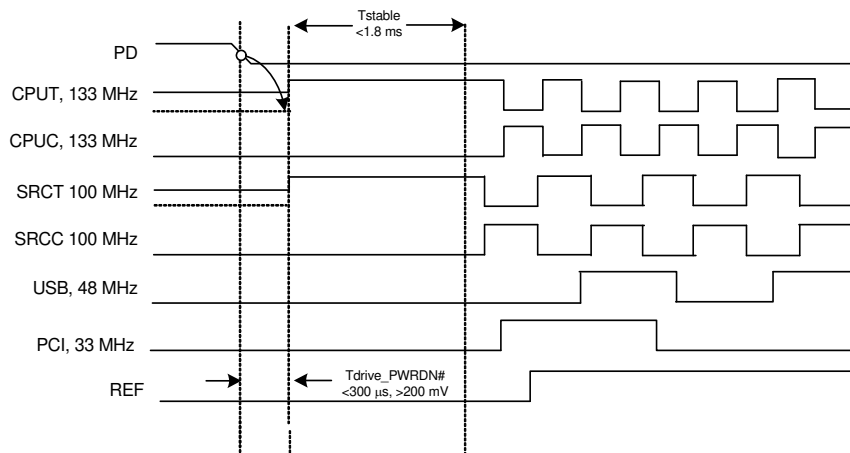 Tstable
<1.8 ms
PD
CPUT, 133 MHz
CPUC, 133 MHz
SRCT 100 MHz
SRCC 100 MHz
USB, 48 MHz
PCI, 33 MHz
Tdrive_PWRDN#
<300 μs, >200 mV
REF